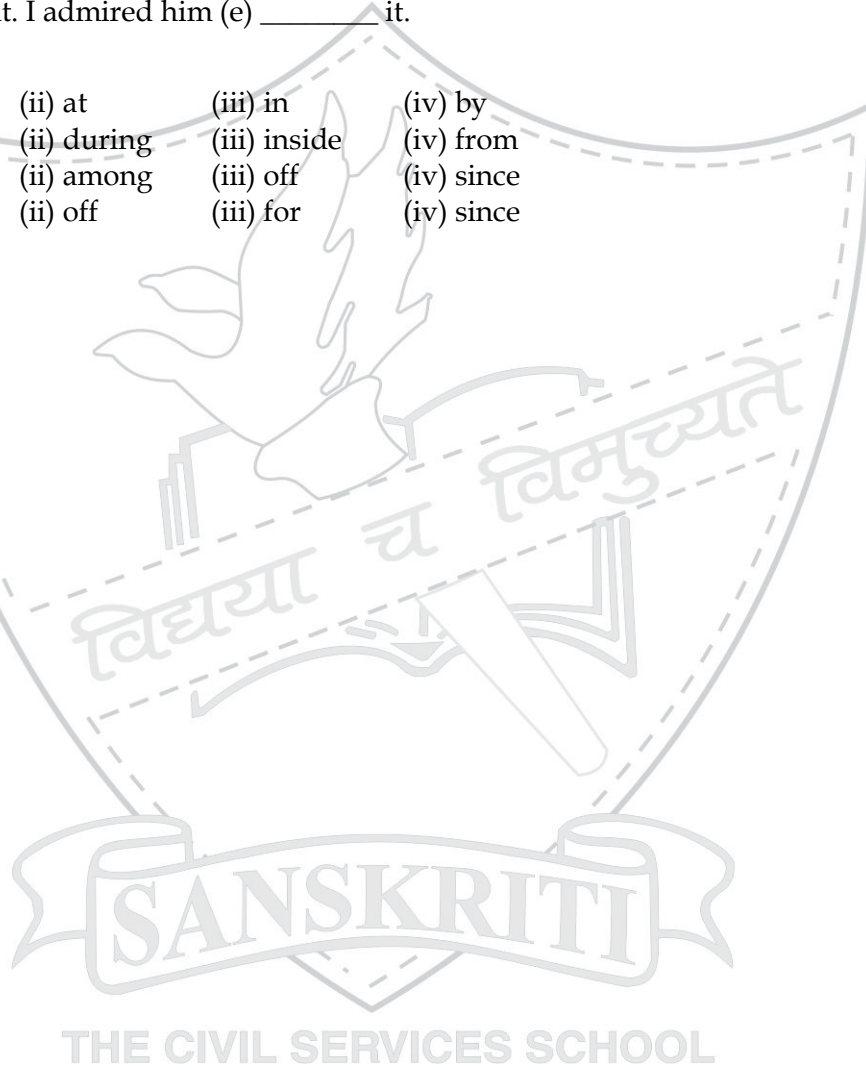 it. I admired him (e) _________ it.
(ii) at (iii) in (iv) by
(ii) during (iii) inside (iv) from
(ii) among (iii) off (iv) since
(ii) off (iii) for (iv) since
विद्यया च विमुच्यते
SANSKRITI
THE CIVIL SERVICES SCHOOL